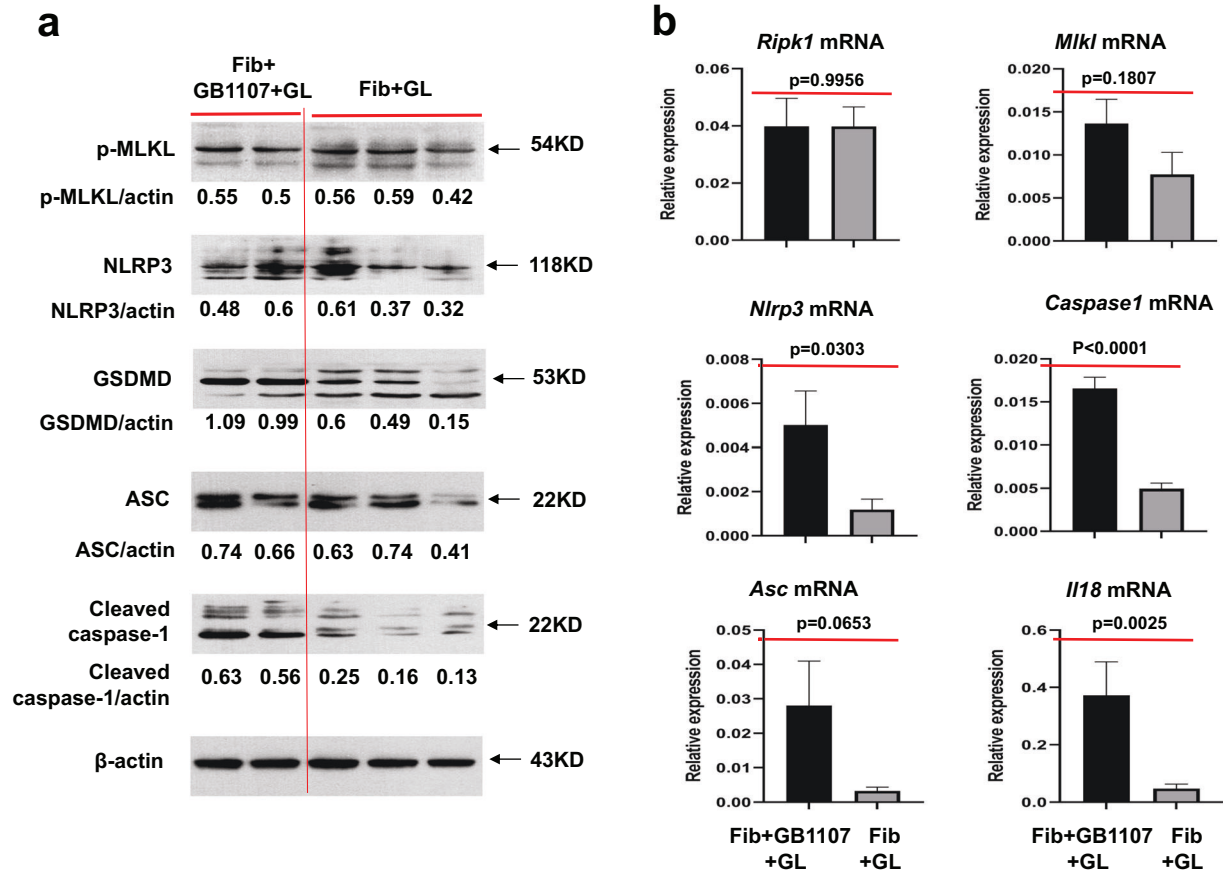 a
Fib+
GB1107+GL
Fib+GL
p-MLKL
54KD
p-MLKL/actin 0.55 0.5 0.56 0.59 0.42
NLRP3
118KD
NLRP3/actin 0.48 0.6 0.61 0.37 0.32
GSDMD
53KD
GSDMD/actin 1.09 0.99 0.6 0.49 0.15
ASC
22KD
ASC/actin 0.74 0.66 0.63 0.74 0.41
Cleaved
caspase-1
22KD
Cleaved
caspase-1/actin
0.63 0.56 0.25 0.16 0.13
β-actin
43KD
b
Ripk1 mRNA
p=0.9956
Relative expression
0.06
0.04
0.02
0.00
Mlkl mRNA
p=0.1807
Relative expression
0.020
0.015
0.010
0.005
0.000
Nlrp3 mRNA
p=0.0303
Relative expression
0.008
0.006
0.004
0.002
0.000
Caspase1 mRNA
P<0.0001
Relative expression
0.020
0.015
0.010
0.005
0.000
Asc mRNA
p=0.0653
Relative expression
0.05
0.04
0.03
0.02
0.01
0.00
Fib+GB1107
+GL
Fib
+GL
Il18 mRNA
p=0.0025
Relative expression
0.6
0.4
0.2
0.0
Fib+GB1107
+GL
Fib
+GL